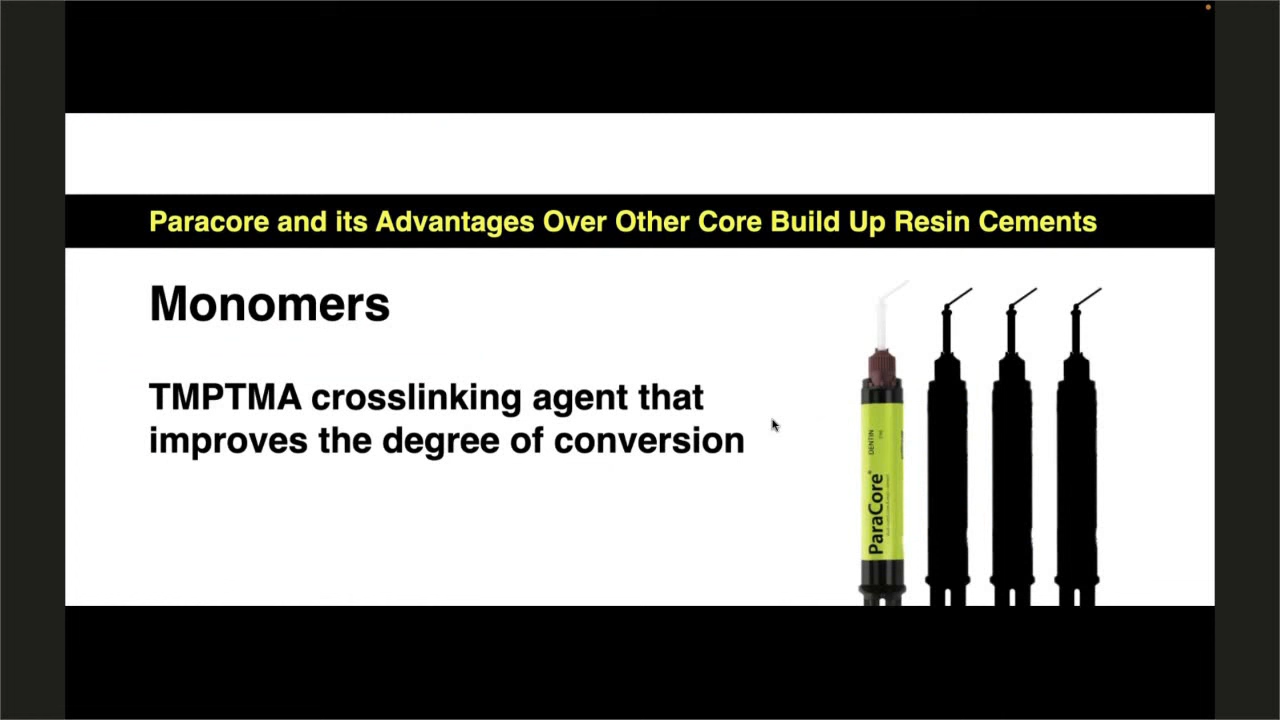 Paracore and its Advantages Over Other Core Build Up Resin Cements
Monomers
TMPTMA crosslinking agent that
improves the degree of conversion
DENTIN
ParaCore®